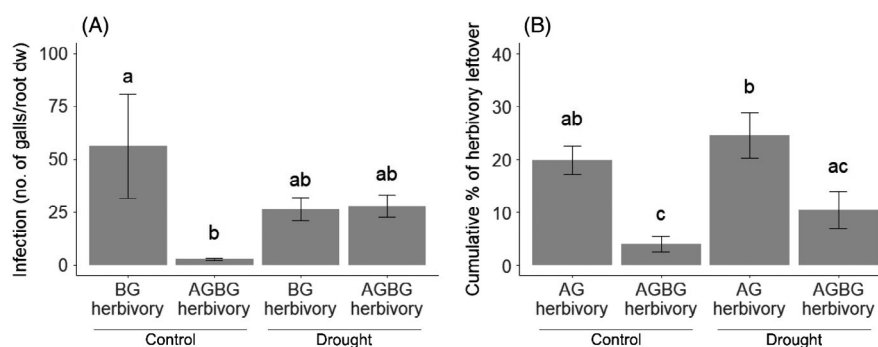 (A)
Infection (no. of galls/root dw)
100
75
50
25
0
a
b
ab
ab
BG AGBG BG AGBG
herbivory herbivory herbivory herbivory
Control Drought
(B)
Cumulative % of herbivory leftover
40
30
20
10
0
ab
c
b
ac
AG AGBG AG AGBG
herbivory herbivory herbivory herbivory
Control Drought